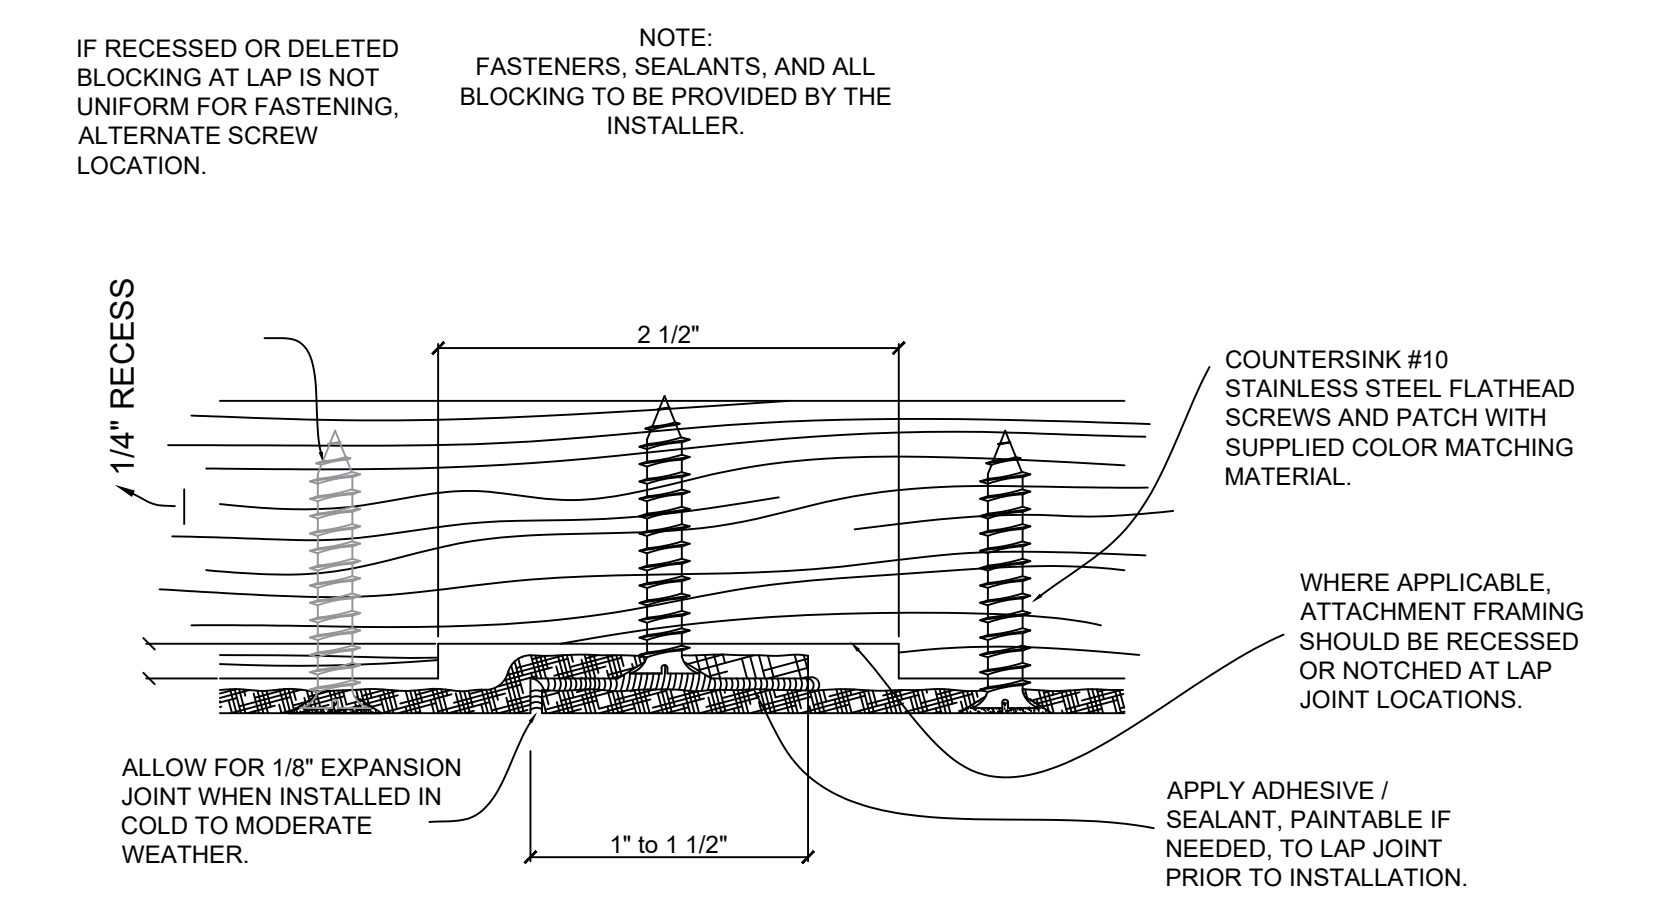 IF RECESSED OR DELETED
BLOCKING AT LAP IS NOT
UNIFORM FOR FASTENING,
ALTERNATE SCREW
LOCATION.
NOTE:
FASTENERS, SEALANTS, AND ALL
BLOCKING TO BE PROVIDED BY THE
INSTALLER.
1/4" RECESS
2 1/2"
COUNTERSINK #10
STAINLESS STEEL FLATHEAD
SCREWS AND PATCH WITH
SUPPLIED COLOR MATCHING
MATERIAL.
WHERE APPLICABLE,
ATTACHMENT FRAMING
SHOULD BE RECESSED
OR NOTCHED AT LAP
JOINT LOCATIONS.
ALLOW FOR 1/8" EXPANSION
JOINT WHEN INSTALLED IN
COLD TO MODERATE
WEATHER.
1" to 1 1/2"
APPLY ADHESIVE /
SEALANT, PAINTABLE IF
NEEDED, TO LAP JOINT
PRIOR TO INSTALLATION.